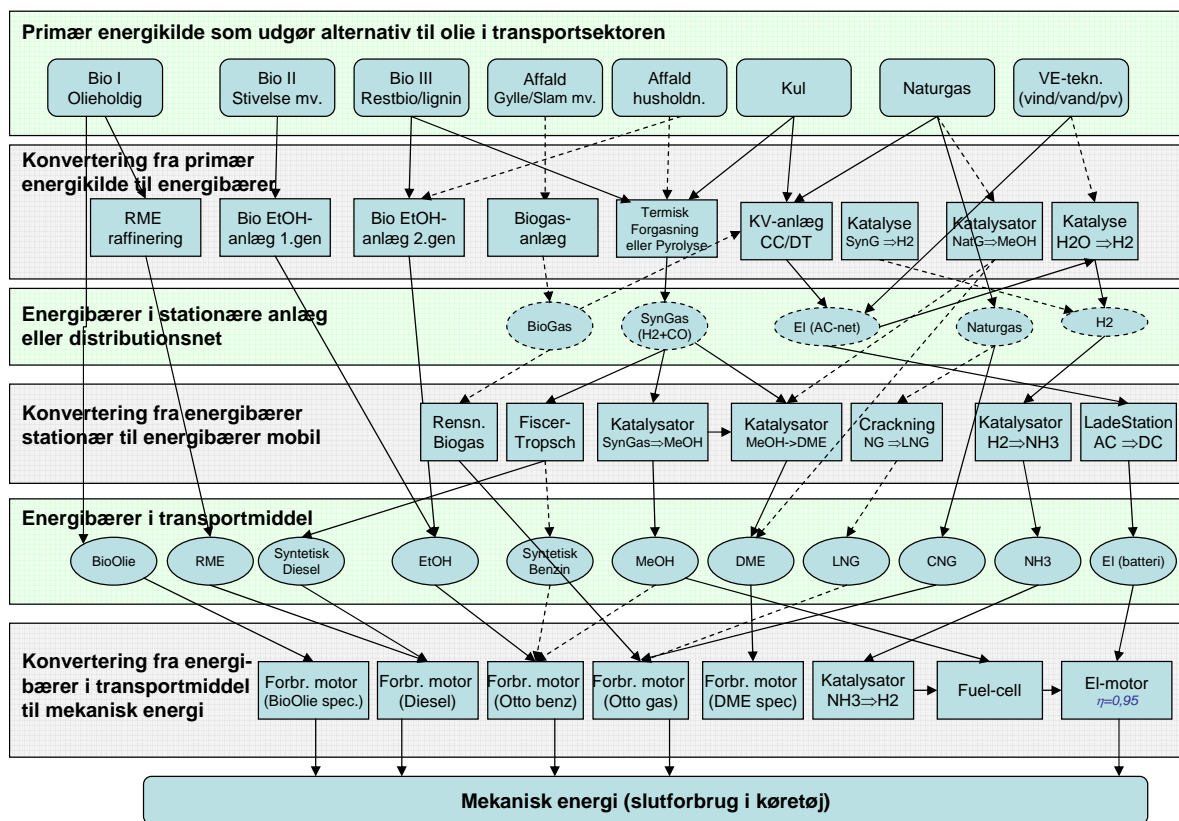 Primær energikilde som udgør alternativ til olie i transportsektoren
Bio I
Olieholdig
Bio II
Stivelse mv.
Bio III
Restbio/lignin
Affald
Gylle/Slam mv.
Affald
husholdn.
Kul
Naturgas
VE-tekn.
(vind/vand/pv)
Konvertering fra primær
energikilde til energibærer
RME
raffinering
Bio EtOH-
anlæg 1.gen
Bio EtOH-
anlæg 2.gen
Biogas-
anlæg
Termisk
Forgasning
eller Pyrolyse
KV-anlæg
CC/DT
Katalyse
SynG ⇒H2
Katalysator
NatG⇒MeOH
Katalyse
H2O ⇒H2
Energibærer i stationære anlæg
eller distributionsnet
BioGas
SynGas
(H2+CO)
El (AC-net)
Naturgas
H2
Konvertering fra energibærer
stationær til energibærer mobil
Rensn.
Biogas
Fiscer-
Tropsch
Katalysator
SynGas⇒MeOH
Katalysator
MeOH->DME
Crackning
NG ⇒LNG
Katalysator
H2⇒NH3
LadeStation
AC ⇒DC
Energibærer i transportmiddel
BioOlie
RME
Syntetisk
Diesel
EtOH
Syntetisk
Benzin
MeOH
DME
LNG
CNG
NH3
El (batteri)
Konvertering fra energi-
bærer i transportmiddel
til mekanisk energi
Forbr. motor
(BioOlie spec.)
Forbr. motor
(Diesel)
Forbr. motor
(Otto benz)
Forbr. motor
(Otto gas)
Forbr. motor
(DME spec)
Katalysator
NH3⇒H2
Fuel-cell
El-motor
η=0,95
Mekanisk energi (slutforbrug i køretøj)